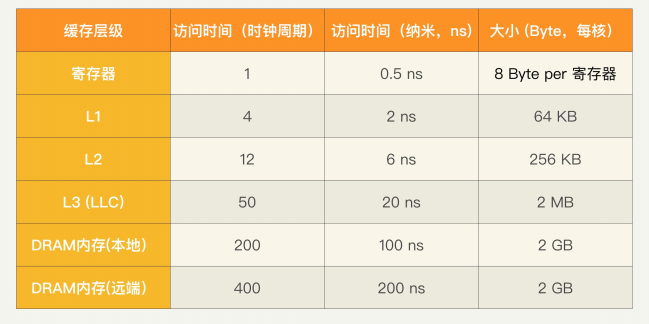 缓存层级 访问时间（时钟周期） 访问时间（纳米，ns） 大小 (Byte，每核)
寄存器 1 0.5 ns 8 Byte per 寄存器
L1 4 2 ns 64 KB
L2 12 6 ns 256 KB
L3 (LLC) 50 20 ns 2 MB
DRAM内存(本地) 200 100 ns 2 GB
DRAM内存(远端) 400 200 ns 2 GB